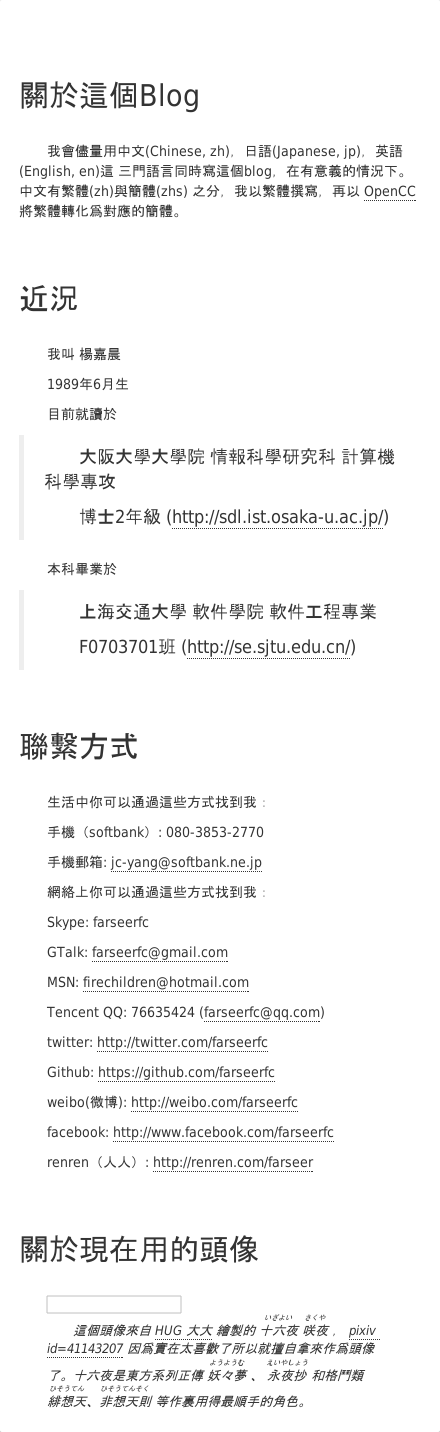 關於這個Blog
我會儘量用中文(Chinese, zh)，日語(Japanese, jp)，英語
(English, en)這 三門語言同時寫這個blog，在有意義的情況下。
中文有繁體(zh)與簡體(zhs) 之分，我以繁體撰寫，再以 OpenCC
將繁體轉化爲對應的簡體。
近況
我叫 楊嘉晨
1989年6月生
目前就讀於
大阪大學大學院 情報科學研究科 計算機
科學專攻
博士2年級 (http://sdl.ist.osaka-u.ac.jp/)
本科畢業於
上海交通大學 軟件學院 軟件工程專業
F0703701班 (http://se.sjtu.edu.cn/)
聯繫方式
生活中你可以通過這些方式找到我：
手機（softbank）: 080-3853-2770
手機郵箱: jc-yang@softbank.ne.jp
網絡上你可以通過這些方式找到我：
Skype: farseerfc
GTalk: farseerfc@gmail.com
MSN: firechildren@hotmail.com
Tencent QQ: 76635424 (farseerfc@qq.com)
twitter: http://twitter.com/farseerfc
Github: https://github.com/farseerfc
weibo(微博): http://weibo.com/farseerfc
facebook: http://www.facebook.com/farseerfc
renren（人人）: http://renren.com/farseer
關於現在用的頭像
いざよい さくや
這個頭像來自 HUG 大大 繪製的 十六夜 咲夜 ，pixiv
id=41143207 因爲實在太喜歡了所以就擅自拿來作爲頭像
ようようむ えいやしょう
了。十六夜是東方系列正傳 妖々夢 、 永夜抄 和格鬥類
ひそうてん ひそうてんそく
緋想天、非想天則 等作裏用得最順手的角色。